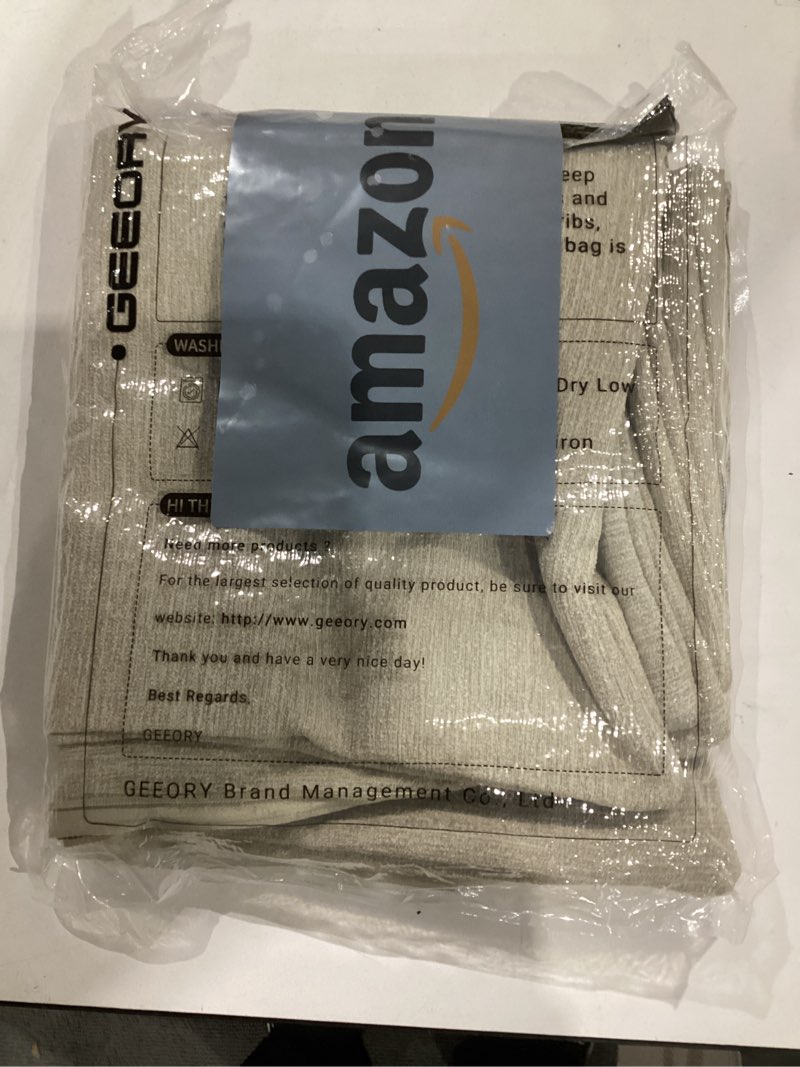 GEEORY
amazon
eep
and
ibs,
bag is
WASHI
Dry Low
iron
HI TH
Need more products ?
For the largest selection of quality product, be sure to visit our
website: http://www.geeory.com
Thank you and have a very nice day!
Best Regards,
GEEORY
GEEORY Brand Management Co., Ltd